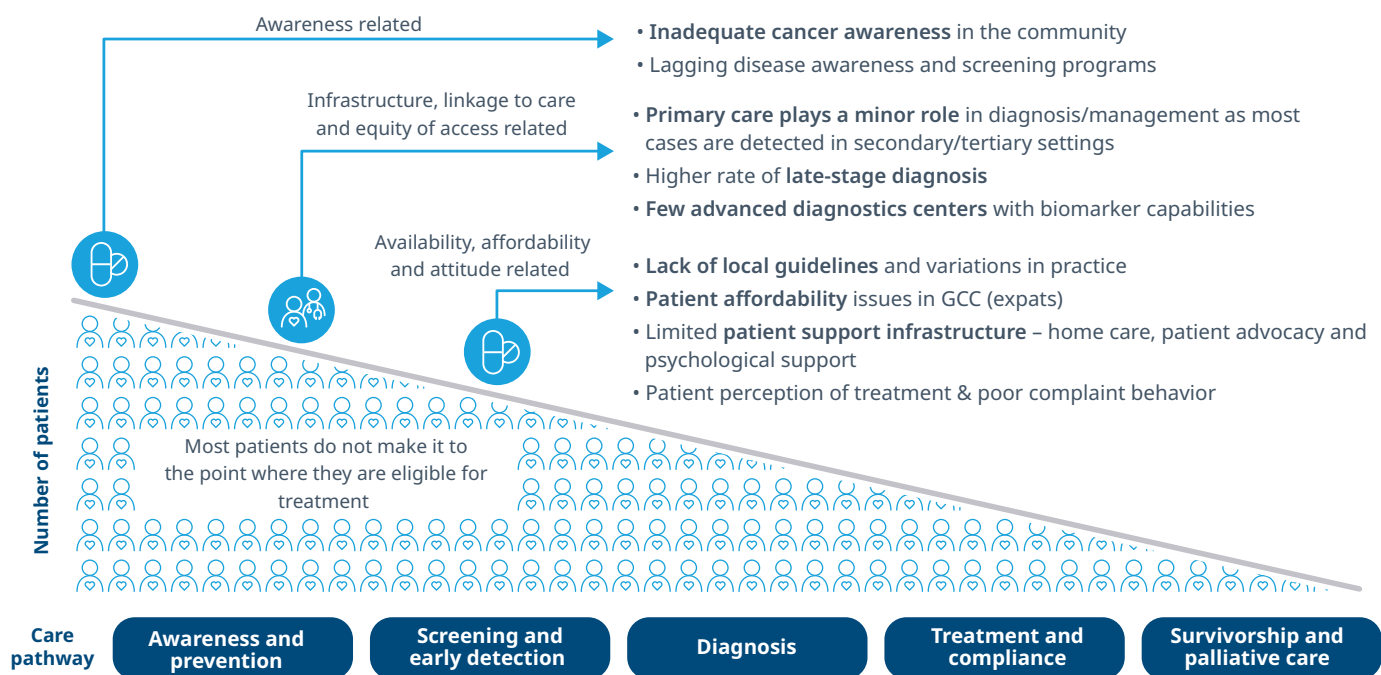 Awareness related
• Inadequate cancer awareness in the community
• Lagging disease awareness and screening programs
Infrastructure, linkage to care
and equity of access related
• Primary care plays a minor role in diagnosis/management as most
cases are detected in secondary/tertiary settings
• Higher rate of late-stage diagnosis
• Few advanced diagnostics centers with biomarker capabilities
Availability, affordability
and attitude related
• Lack of local guidelines and variations in practice
• Patient affordability issues in GCC (expats)
• Limited patient support infrastructure – home care, patient advocacy and
psychological support
• Patient perception of treatment & poor complaint behavior
Number of patients
Most patients do not make it to
the point where they are eligible for
treatment
Care
pathway
Awareness and
prevention
Screening and
early detection
Diagnosis
Treatment and
compliance
Survivorship and
palliative care